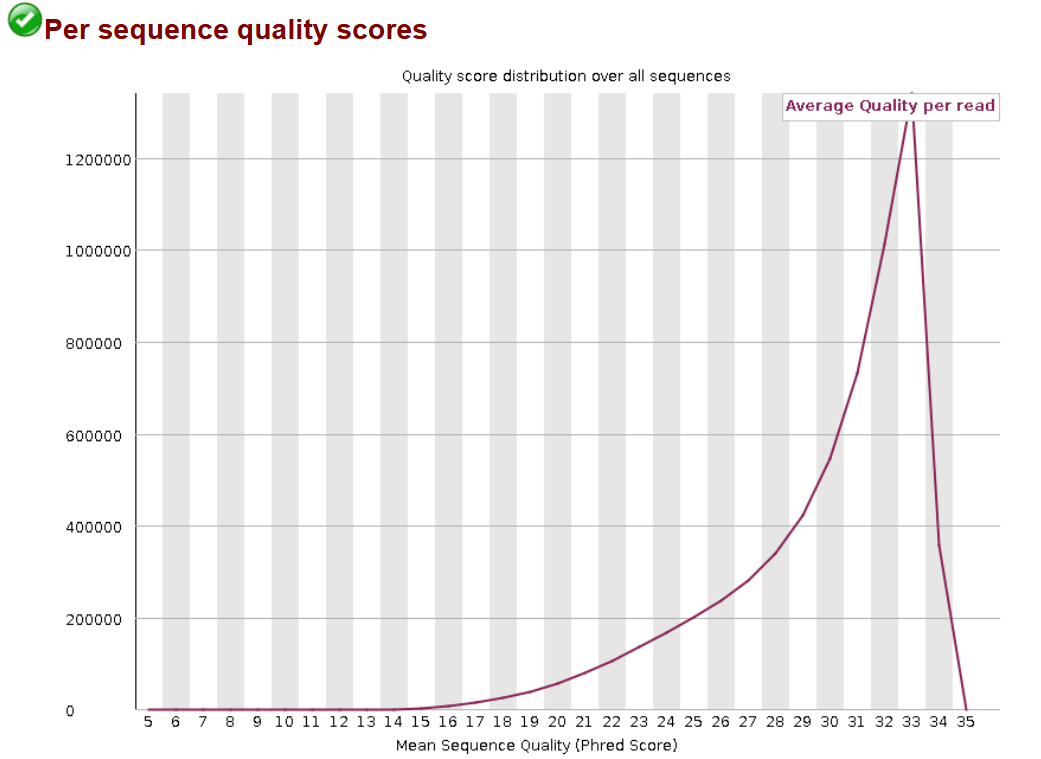 Per sequence quality scores
Quality score distribution over all sequences
Average Quality per read
1200000
1000000
800000
600000
400000
200000
0
5 6 7 8 9 10 11 12 13 14 15 16 17 18 19 20 21 22 23 24 25 26 27 28 29 30 31 32 33 34 35
Mean Sequence Quality (Phred Score)